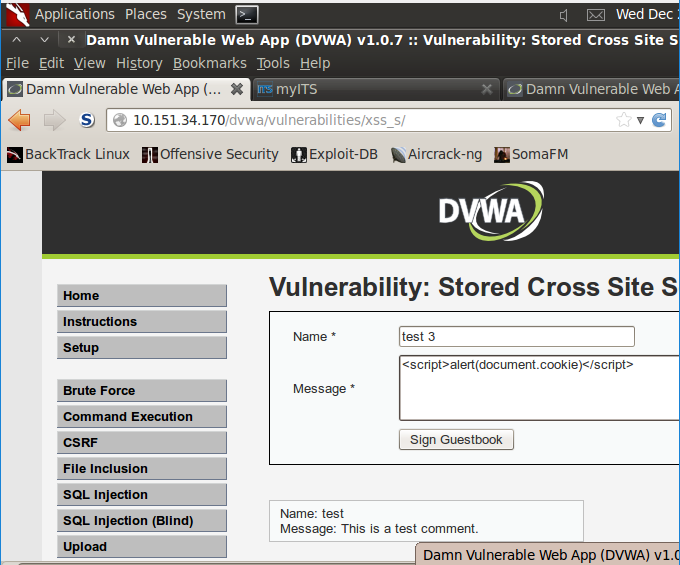 Applications Places System Wed Dec
Damn Vulnerable Web App (DVWA) v1.0.7 :: Vulnerability: Stored Cross Site S
File Edit View History Bookmarks Tools Help
Damn Vulnerable Web App (... myITS Damn Vulnerable Web A
10.151.34.170/dvwa/vulnerabilities/xss_s/
BackTrack Linux Offensive Security Exploit-DB Aircrack-ng SomaFM
DVWA
Vulnerability: Stored Cross Site S
Home
Instructions
Setup
Brute Force
Command Execution
CSRF
File Inclusion
SQL Injection
SQL Injection (Blind)
Upload
Name * test 3
Message * <script>alert(document.cookie)</script>
Sign Guestbook
Name: test
Message: This is a test comment.
Damn Vulnerable Web App (DVWA) v1.0